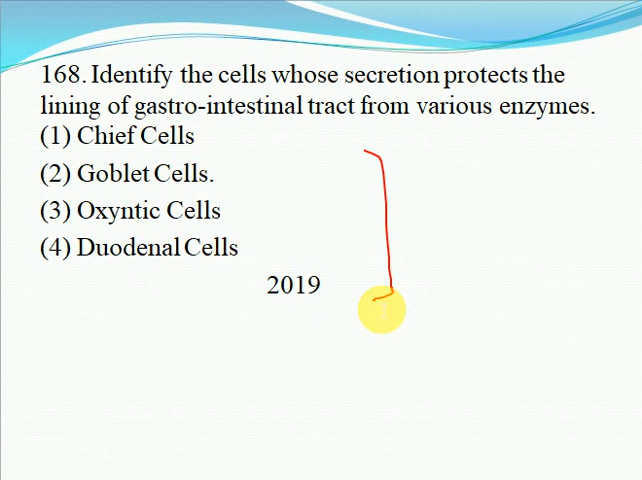 168. Identify the cells whose secretion protects the
lining of gastro-intestinal tract from various enzymes.
(1) Chief Cells
(2) Goblet Cells.
(3) Oxyntic Cells
(4) Duodenal Cells
2019